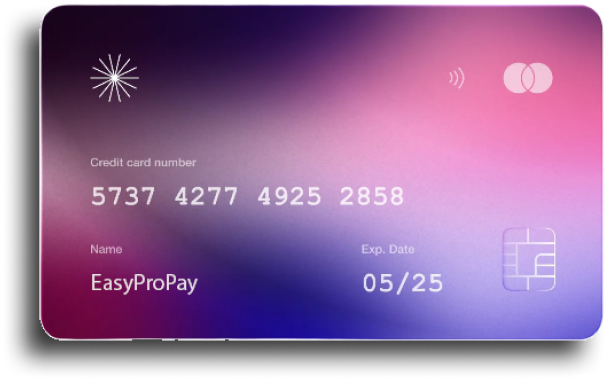 Credit card number
5737 4277 4925 2858
Name
Exp. Date
EasyProPay
05/25